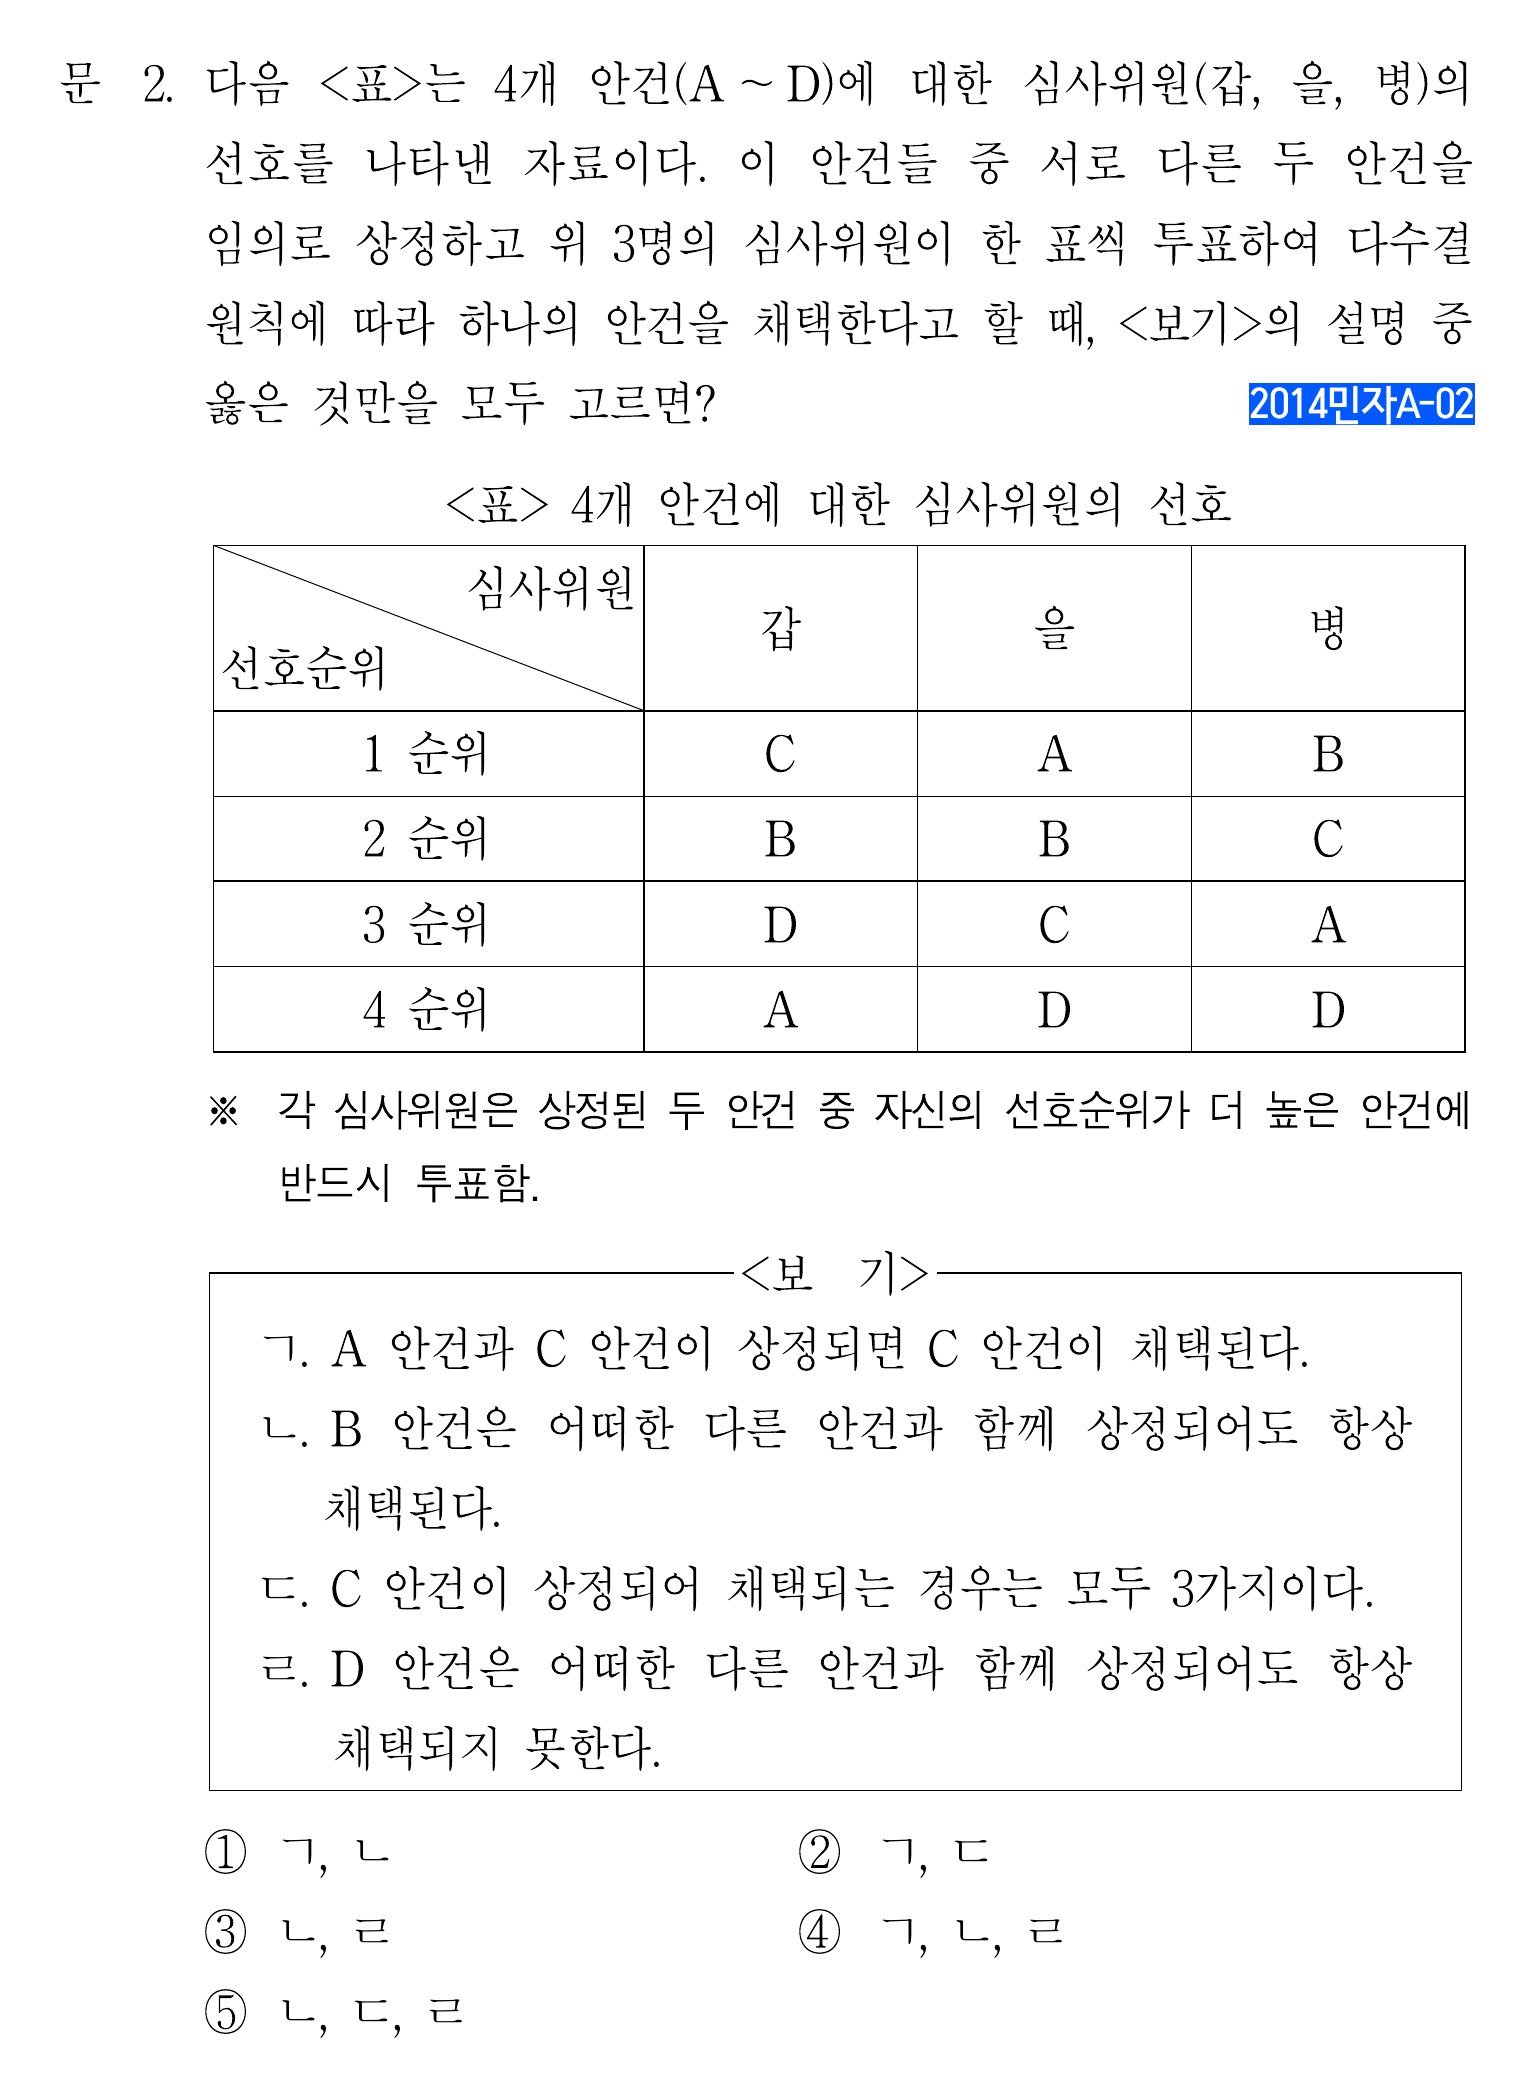 문 2. 다음 <표>는 4개 안건(A ~ D)에 대한 심사위원(갑, 을, 병)의
선호를 나타낸 자료이다. 이 안건들 중 서로 다른 두 안건을
임의로 상정하고 위 3명의 심사위원이 한 표씩 투표하여 다수결
원칙에 따라 하나의 안건을 채택한다고 할 때, <보기>의 설명 중
옳은 것만을 모두 고르면? 2014민자A-02
<표> 4개 안건에 대한 심사위원의 선호
심사위원
선호순위 갑 을 병
1 순위 C A B
2 순위 B B C
3 순위 D C A
4 순위 A D D
※ 각 심사위원은 상정된 두 안건 중 자신의 선호순위가 더 높은 안건에
반드시 투표함.
<보 기>
ㄱ. A 안건과 C 안건이 상정되면 C 안건이 채택된다.
ㄴ. B 안건은 어떠한 다른 안건과 함께 상정되어도 항상
채택된다.
ㄷ. C 안건이 상정되어 채택되는 경우는 모두 3가지이다.
ㄹ. D 안건은 어떠한 다른 안건과 함께 상정되어도 항상
채택되지 못한다.
① ㄱ, ㄴ ② ㄱ, ㄷ
③ ㄴ, ㄹ ④ ㄱ, ㄴ, ㄹ
⑤ ㄴ, ㄷ, ㄹ